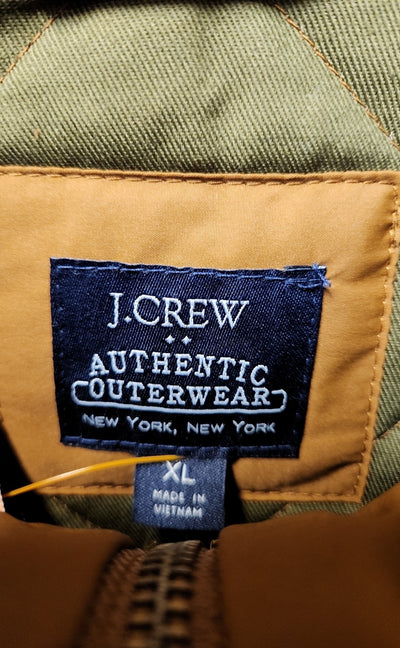 J.CREW
AUTHENTIC
OUTERWEAR
NEW YORK, NEW YORK
XL
MADE IN
VIETNAM